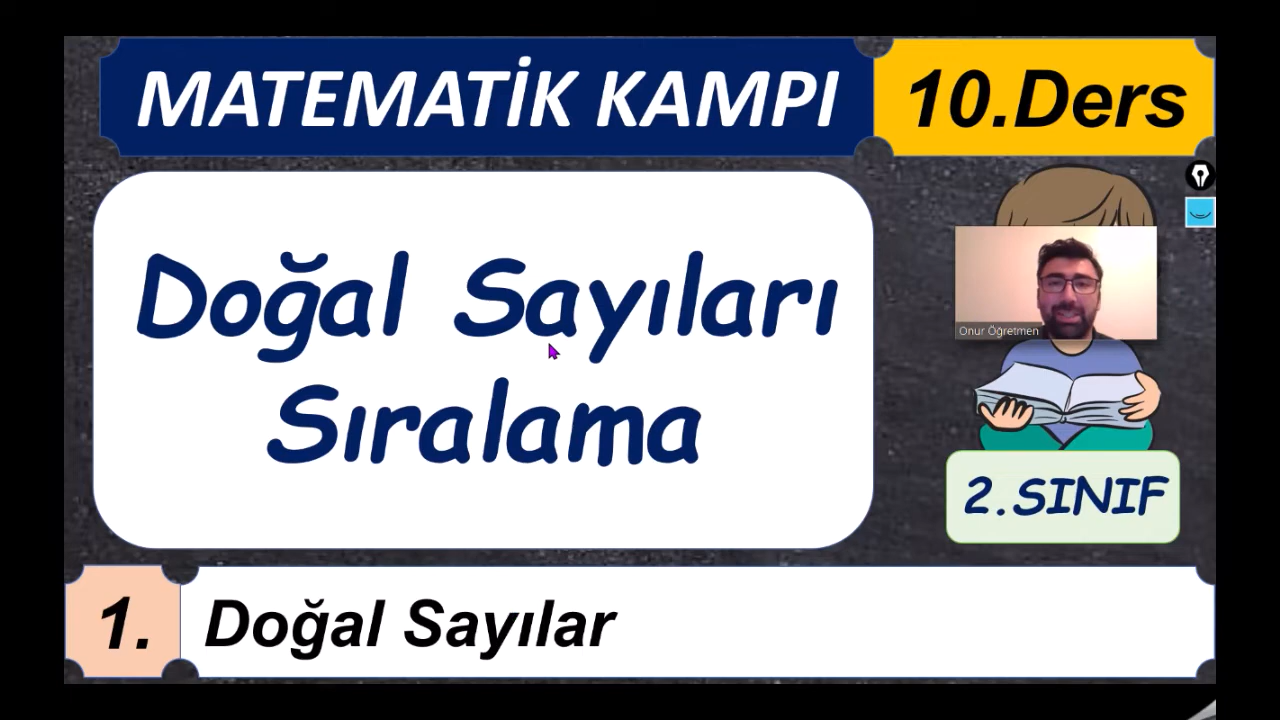 MATEMATİK KAMPI
10.Ders
Doğal Sayıları
Sıralama
Onur Öğretmen
2.SINIF
1.
Doğal Sayılar